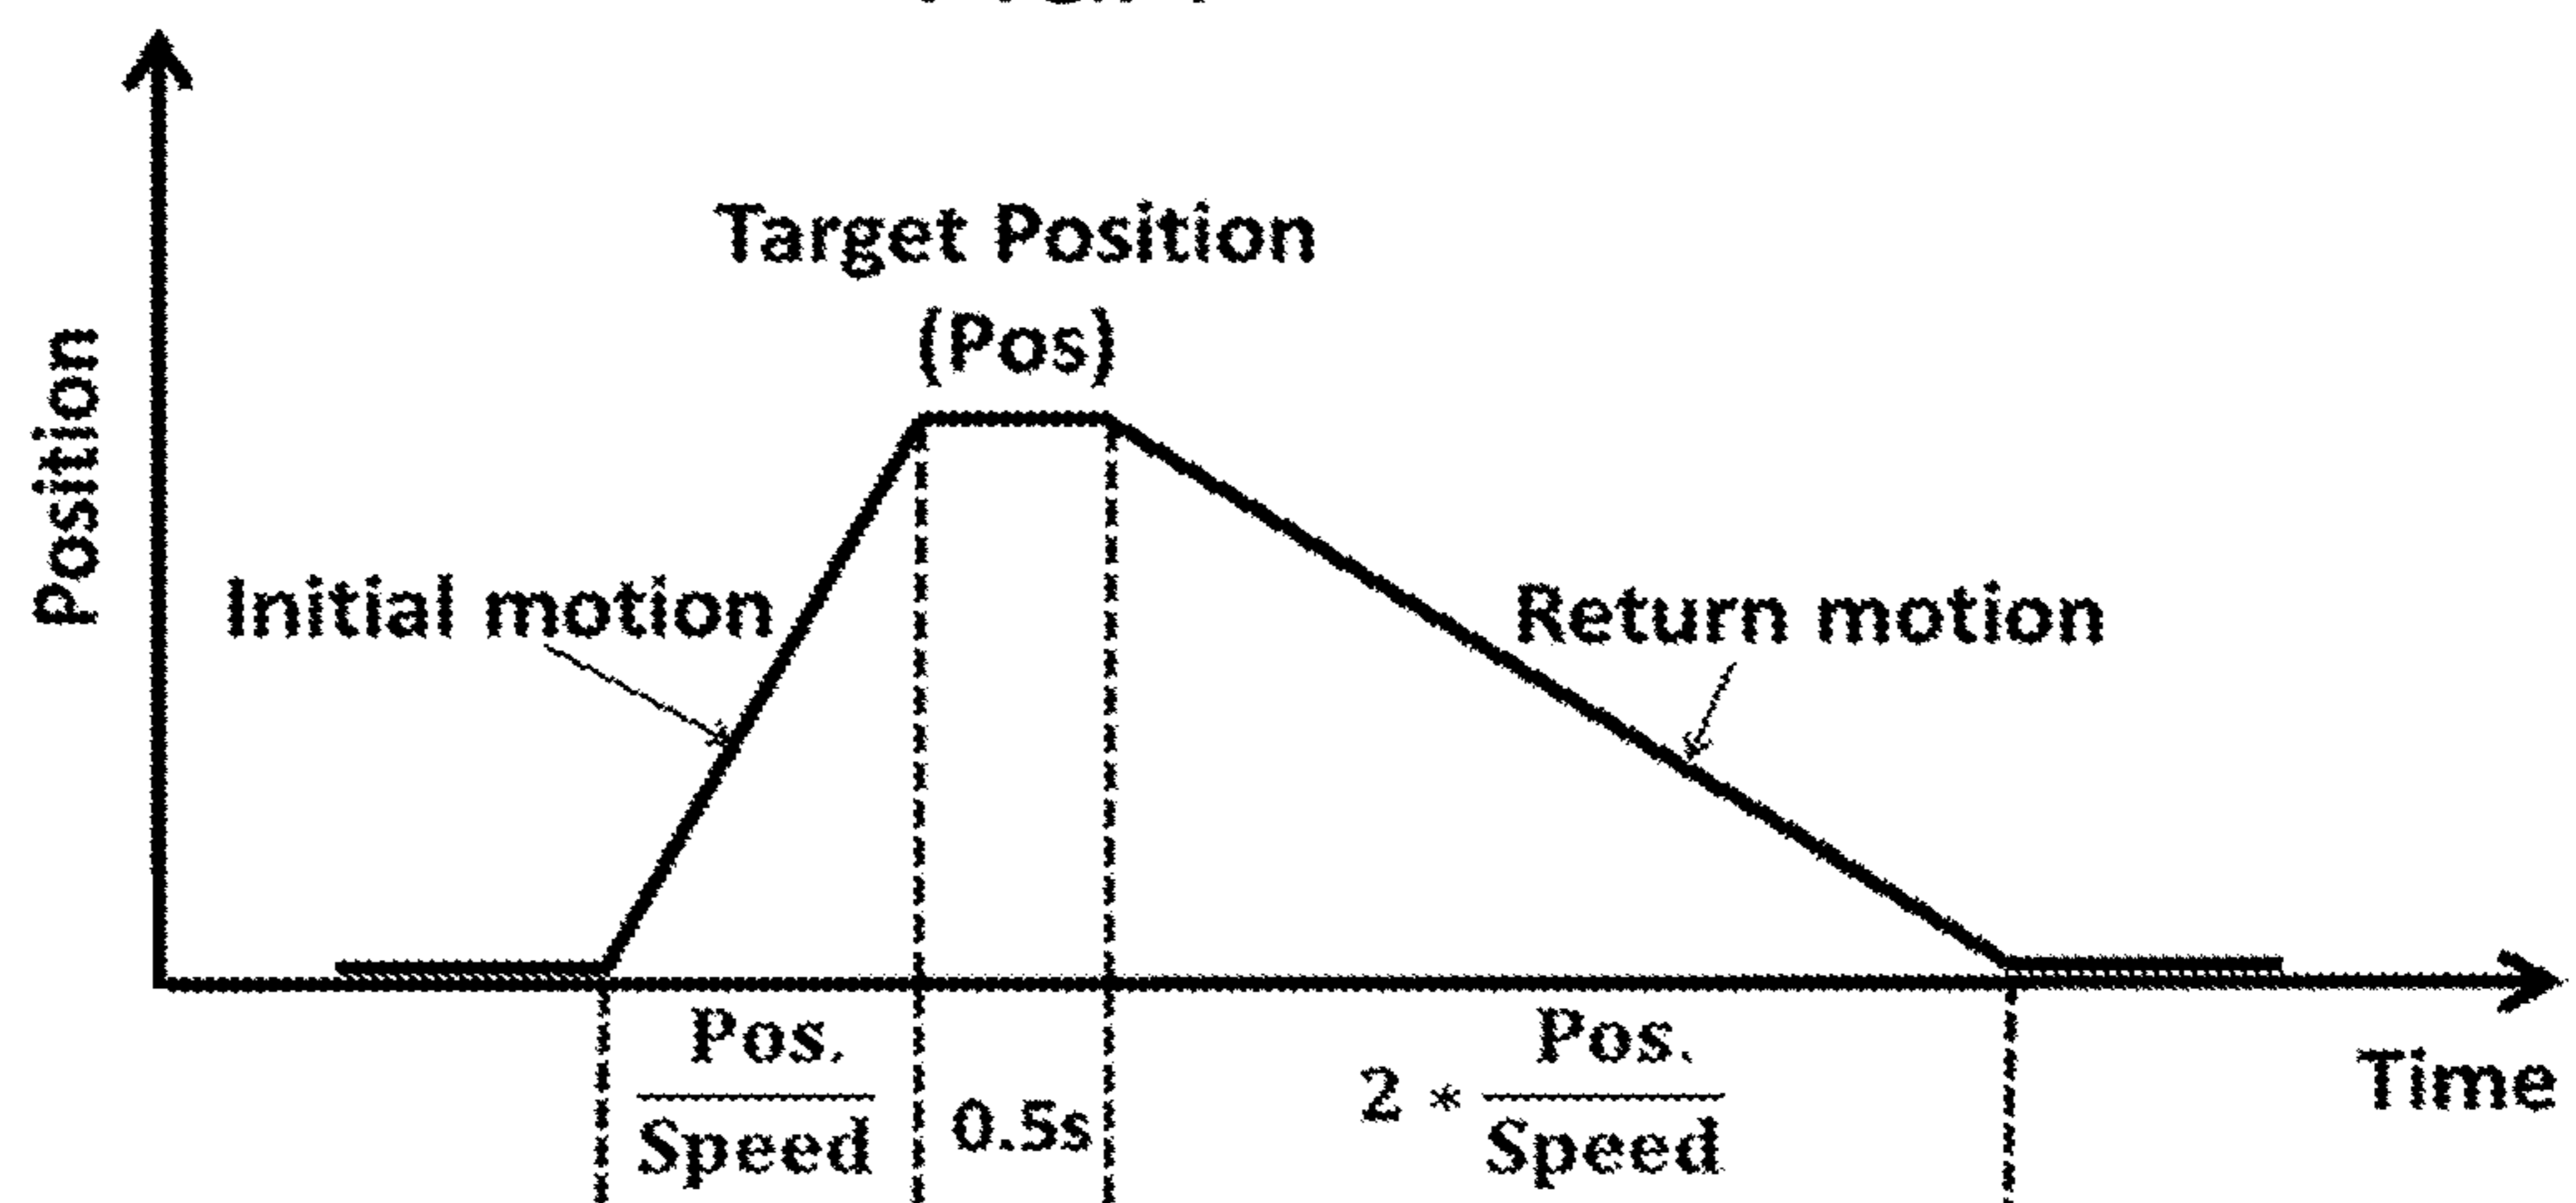 Target Position
(Pos)
Position
Initial motion
Return motion
Pos.
Speed
0.5s
2 *
Pos.
Speed
Time